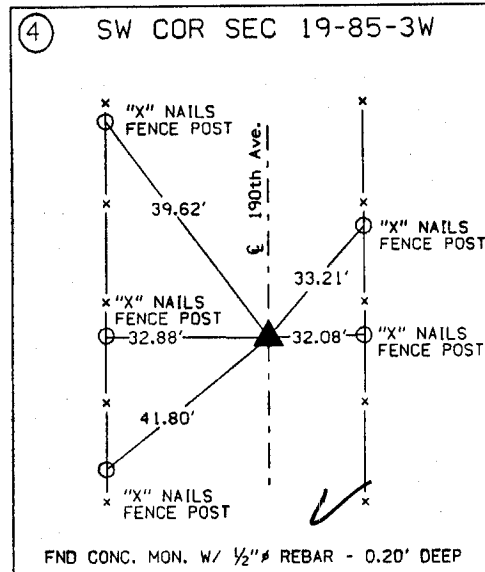 4 SW COR SEC 19-85-3W
"X" NAILS
FENCE POST
℄ 190th Ave.
"X" NAILS
FENCE POST
39.62'
33.21'
"X" NAILS
FENCE POST
32.88'
32.08'
"X" NAILS
FENCE POST
41.80'
"X" NAILS
FENCE POST
FND CONC. MON. W/ ½"ø REBAR - 0.20' DEEP